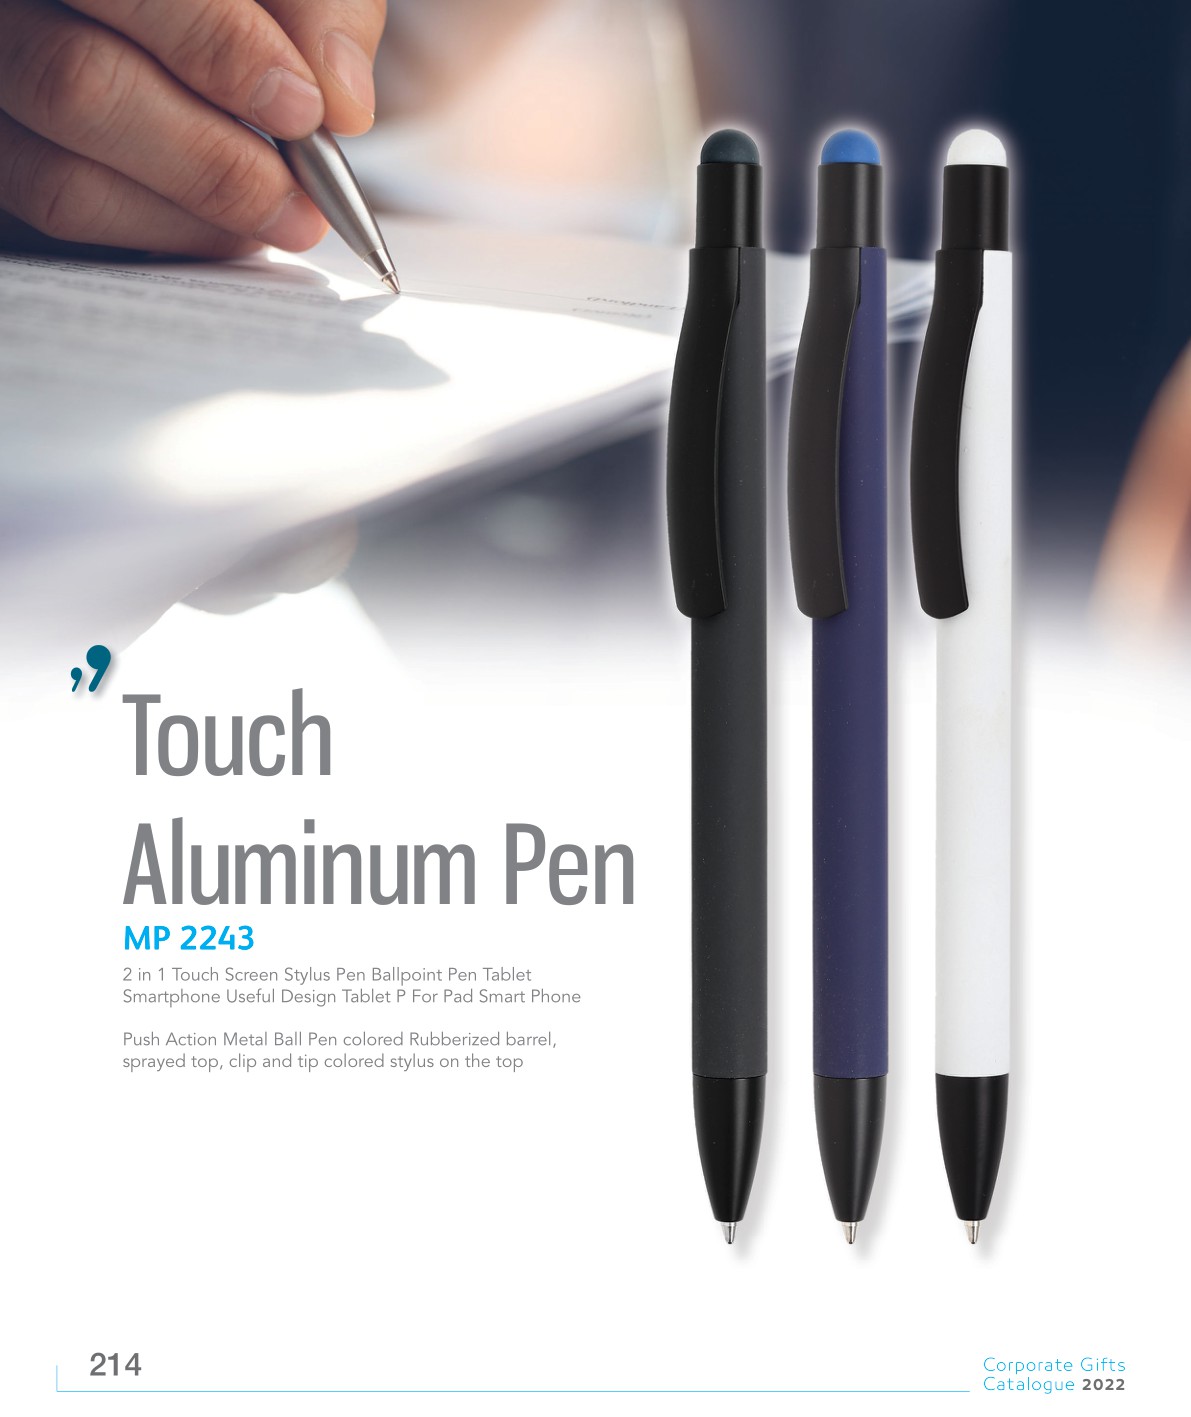 Touch
Aluminum Pen
MP 2243
2 in 1 Touch Screen Stylus Pen Ballpoint Pen Tablet
Smartphone Useful Design Tablet P For Pad Smart Phone
Push Action Metal Ball Pen colored Rubberized barrel,
sprayed top, clip and tip colored stylus on the top
214
Corporate Gifts
Catalogue 2022